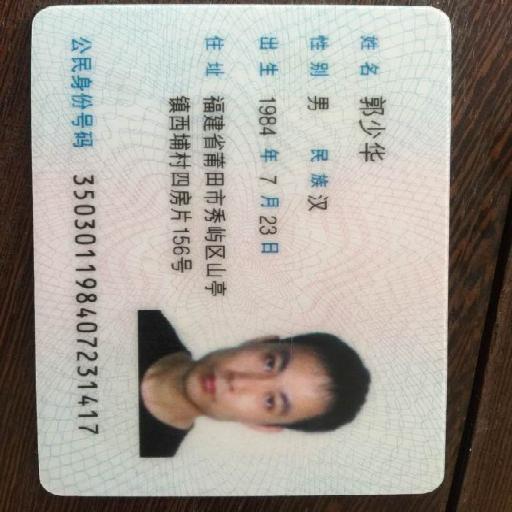 姓名 郭少华
性别 男 民族 汉
出生 1984 年 7 月 23 日
住址 福建省莆田市秀屿区山亭
镇西埔村四房片156号
公民身份号码 350301198407231417